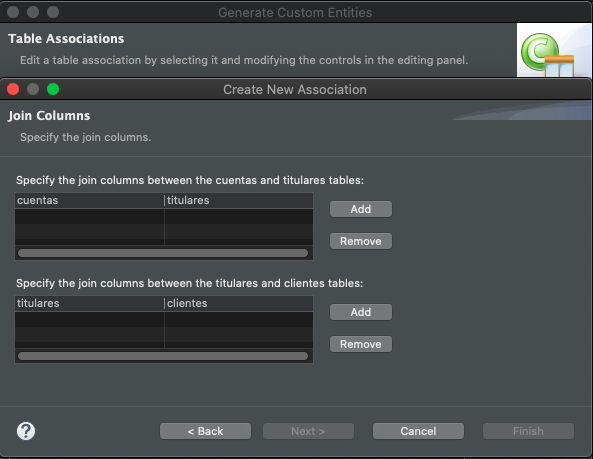 Generate Custom Entities
Table Associations
Edit a table association by selecting it and modifying the controls in the editing panel.
Create New Association
Join Columns
Specify the join columns.
Specify the join columns between the cuentas and titulares tables:
cuentas titulares
Add
Remove
Specify the join columns between the titulares and clientes tables:
titulares clientes
Add
Remove
? < Back Next > Cancel Finish